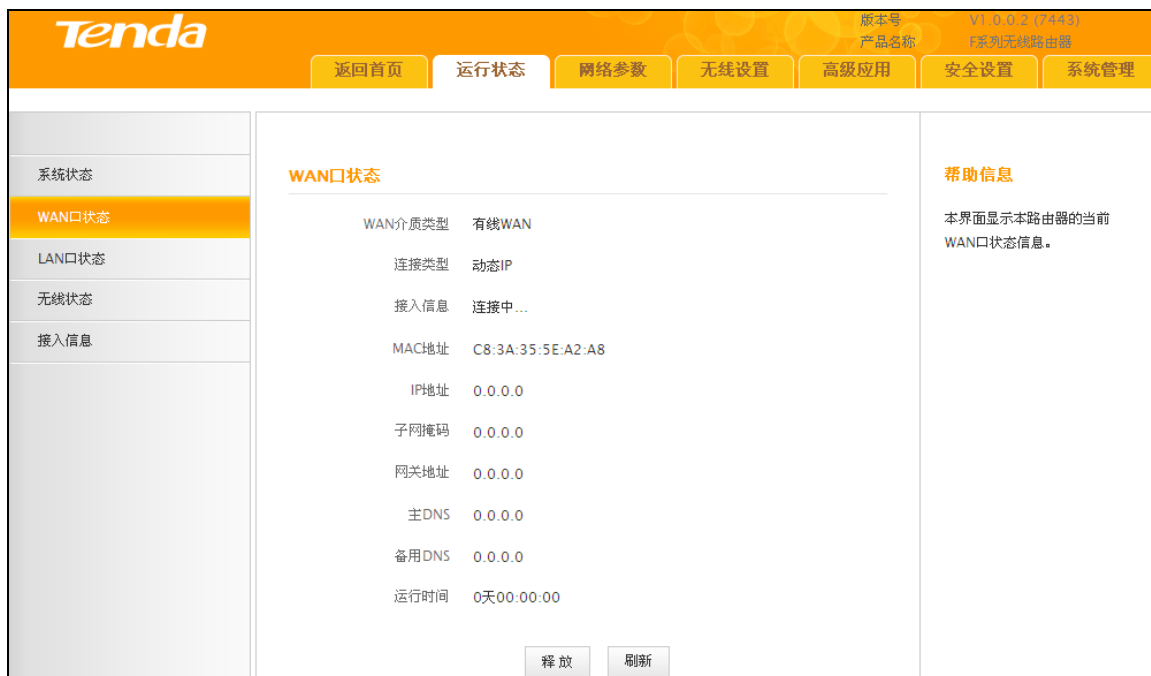 Tenda
版本号 V1.0.0.2 (7443)
产品名称 F系列无线路由器
返回首页 运行状态 网络参数 无线设置 高级应用 安全设置 系统管理
系统状态
WAN口状态
LAN口状态
无线状态
接入信息
WAN口状态
WAN介质类型 有线WAN
连接类型 动态IP
接入信息 连接中...
MAC地址 C8:3A:35:5E:A2:A8
IP地址 0.0.0.0
子网掩码 0.0.0.0
网关地址 0.0.0.0
主DNS 0.0.0.0
备用DNS 0.0.0.0
运行时间 0天00:00:00
释放 刷新
帮助信息
本界面显示本路由器的当前
WAN口状态信息。